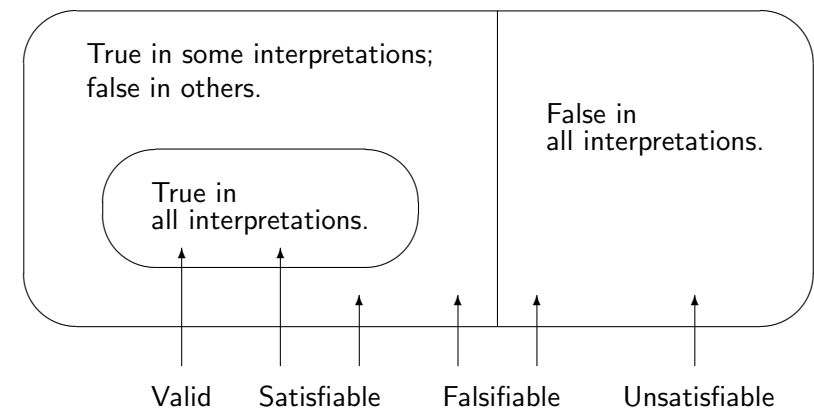 True in some interpretations;
false in others.
False in
all interpretations.
True in
all interpretations.
Valid
Satisfiable
Falsifiable
Unsatisfiable